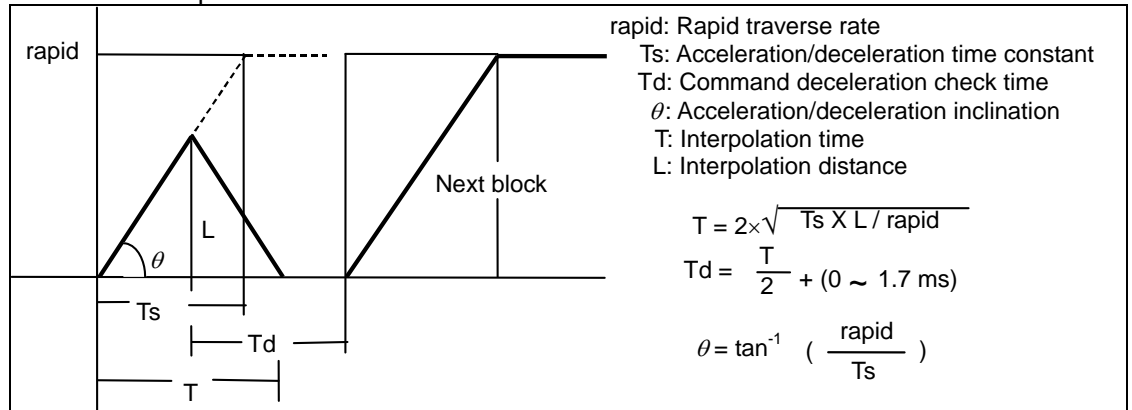 rapid
L
θ
Ts
Td
T
Next block
rapid: Rapid traverse rate
Ts: Acceleration/deceleration time constant
Td: Command deceleration check time
θ: Acceleration/deceleration inclination
T: Interpolation time
L: Interpolation distance
T = 2×√ Ts X L / rapid
Td = T/2 + (0 ~ 1.7 ms)
θ = tan⁻¹ ( rapid/Ts )